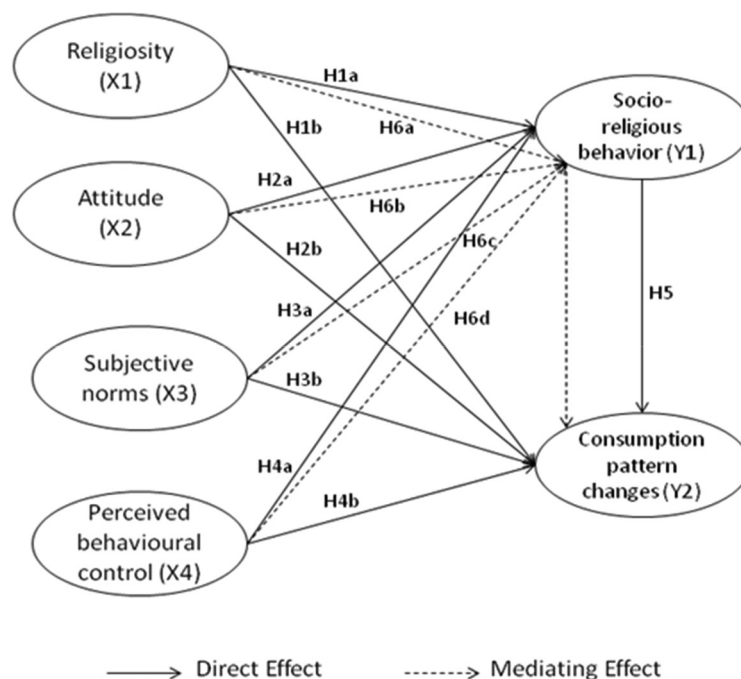 Religiosity
(X1)
H1a
Socio-
religious
behavior (Y1)
H1b
H6a
Attitude
(X2)
H2a
H6b
H2b
H6c
H5
H3a
H6d
Subjective
norms (X3)
H3b
Consumption
pattern
changes (Y2)
H4a
H4b
Perceived
behavioural
control (X4)
Direct Effect
Mediating Effect